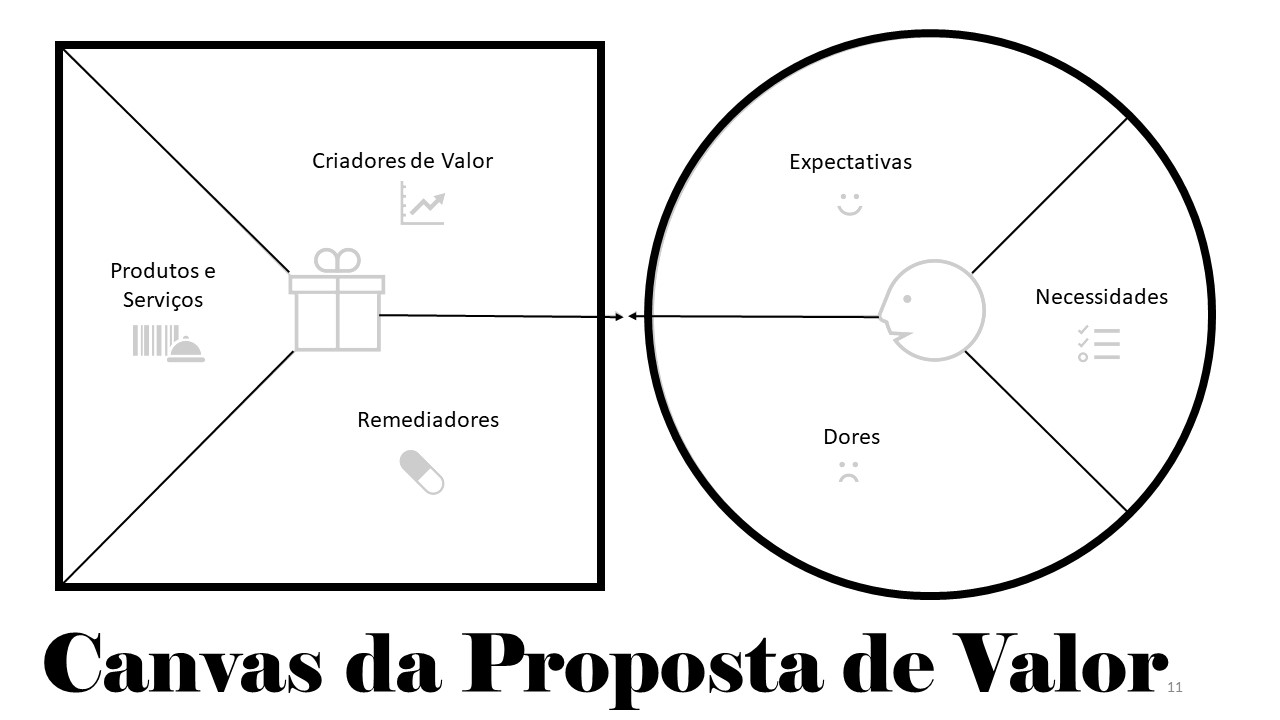 Criadores de Valor
Produtos e
Serviços
Remediadores
Expectativas
Necessidades
Dores
Canvas da Proposta de Valor
11